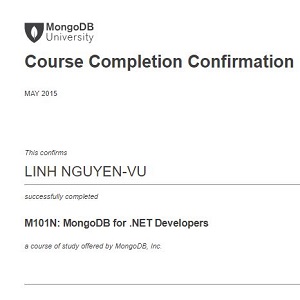 MongoDB
University
Course Completion Confirmation
MAY 2015
This confirms
LINH NGUYEN-VU
successfully completed
M101N: MongoDB for .NET Developers
a course of study offered by MongoDB, Inc.